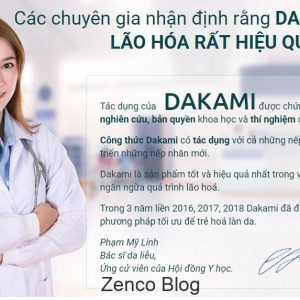 Các chuyên gia nhận định rằng DA
LÃO HÓA RẤT HIỆU QU
Tác dụng của DAKAMI được chứ
nghiên cứu, bản quyền khoa học và thí nghiệm
Công thức Dakami có tác dụng với cả những nếp
triển những nếp nhăn mới.
Dakami là sản phẩm tốt và hiệu quả nhất trong v
ngăn ngừa quá trình lão hoá.
Trong 3 năm liền 2016, 2017, 2018 Dakami đã đ
phương pháp tối ưu để trẻ hoá làn da.
Phạm Mỹ Linh
Bác sĩ da liễu,
Ứng cử viên của Hội đồng Y học.
Zenco Blog